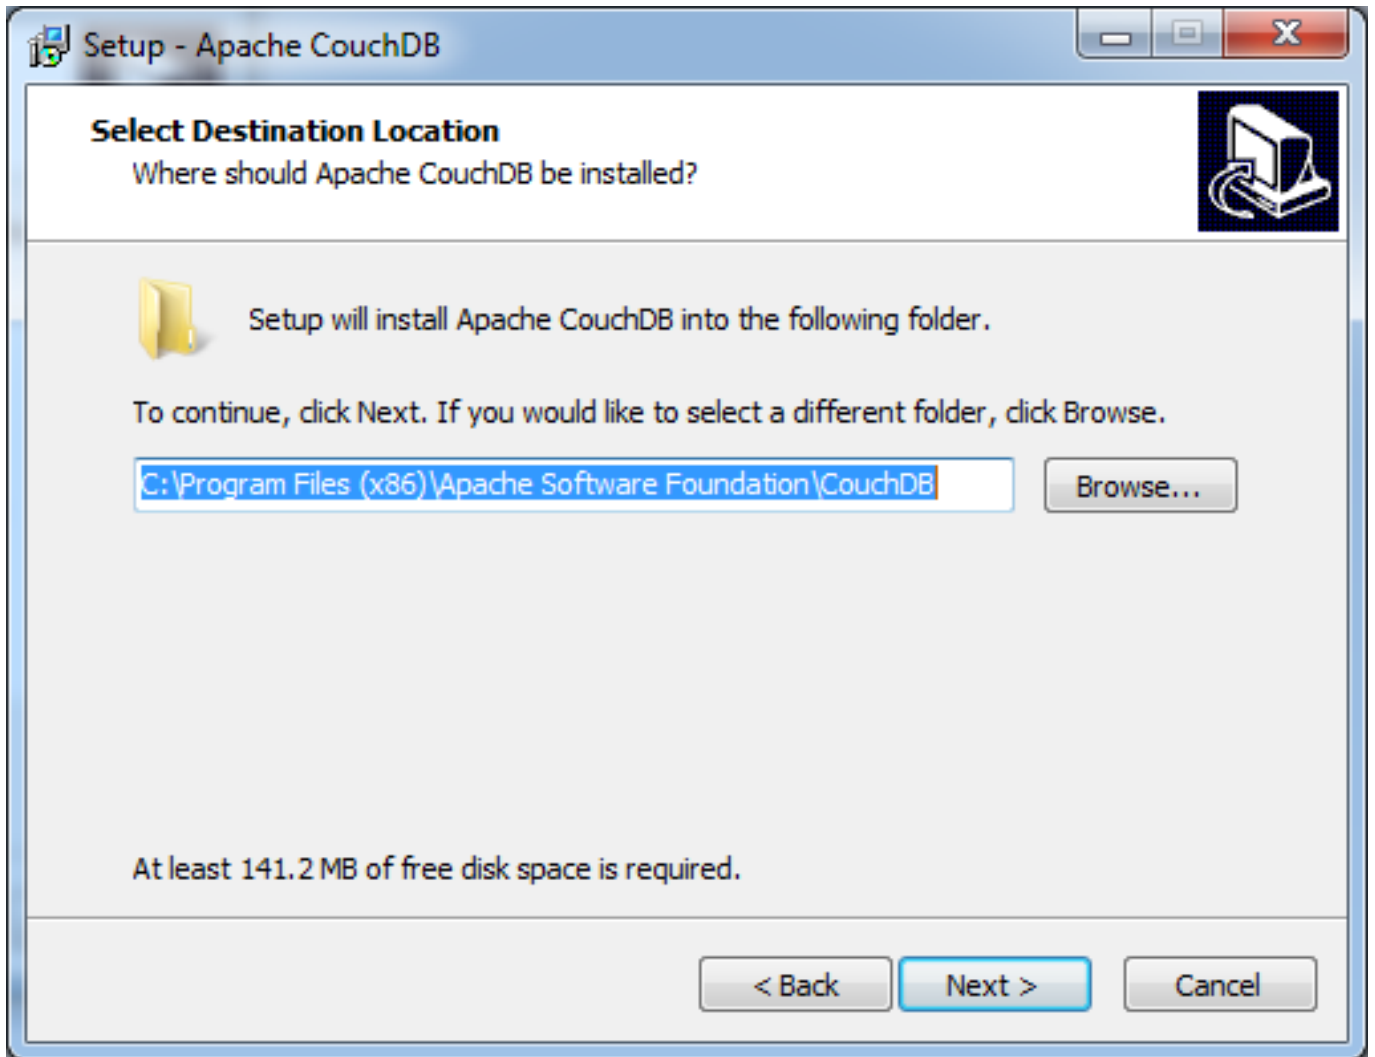 Setup - Apache CouchDB
Select Destination Location
Where should Apache CouchDB be installed?
Setup will install Apache CouchDB into the following folder.
To continue, click Next. If you would like to select a different folder, click Browse.
C:\Program Files (x86)\Apache Software Foundation\CouchDB Browse...
At least 141.2 MB of free disk space is required.
< Back Next > Cancel